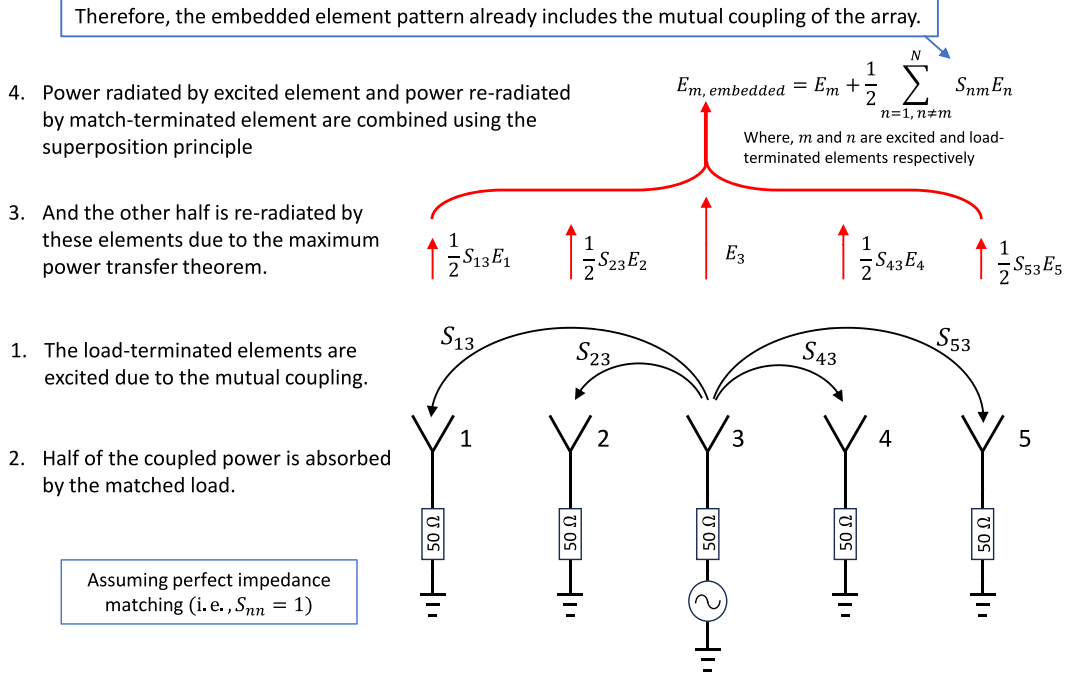 Therefore, the embedded element pattern already includes the mutual coupling of the array.
4. Power radiated by excited element and power re-radiated
by match-terminated element are combined using the
superposition principle
E_{m, embedded} = E_m + \frac{1}{2} \sum_{n=1, n≠m}^{N} S_{nm}E_n
Where, m and n are excited and load-
terminated elements respectively
3. And the other half is re-radiated by
these elements due to the maximum
power transfer theorem.
\frac{1}{2}S_{13}E_1
\frac{1}{2}S_{23}E_2
E_3
\frac{1}{2}S_{43}E_4
\frac{1}{2}S_{53}E_5
1. The load-terminated elements are
excited due to the mutual coupling.
S_{13}
S_{23}
S_{43}
S_{53}
2. Half of the coupled power is absorbed
by the matched load.
1
2
3
4
5
50 Ω
50 Ω
50 Ω
50 Ω
50 Ω
Assuming perfect impedance
matching (i.e., S_{nn} = 1)